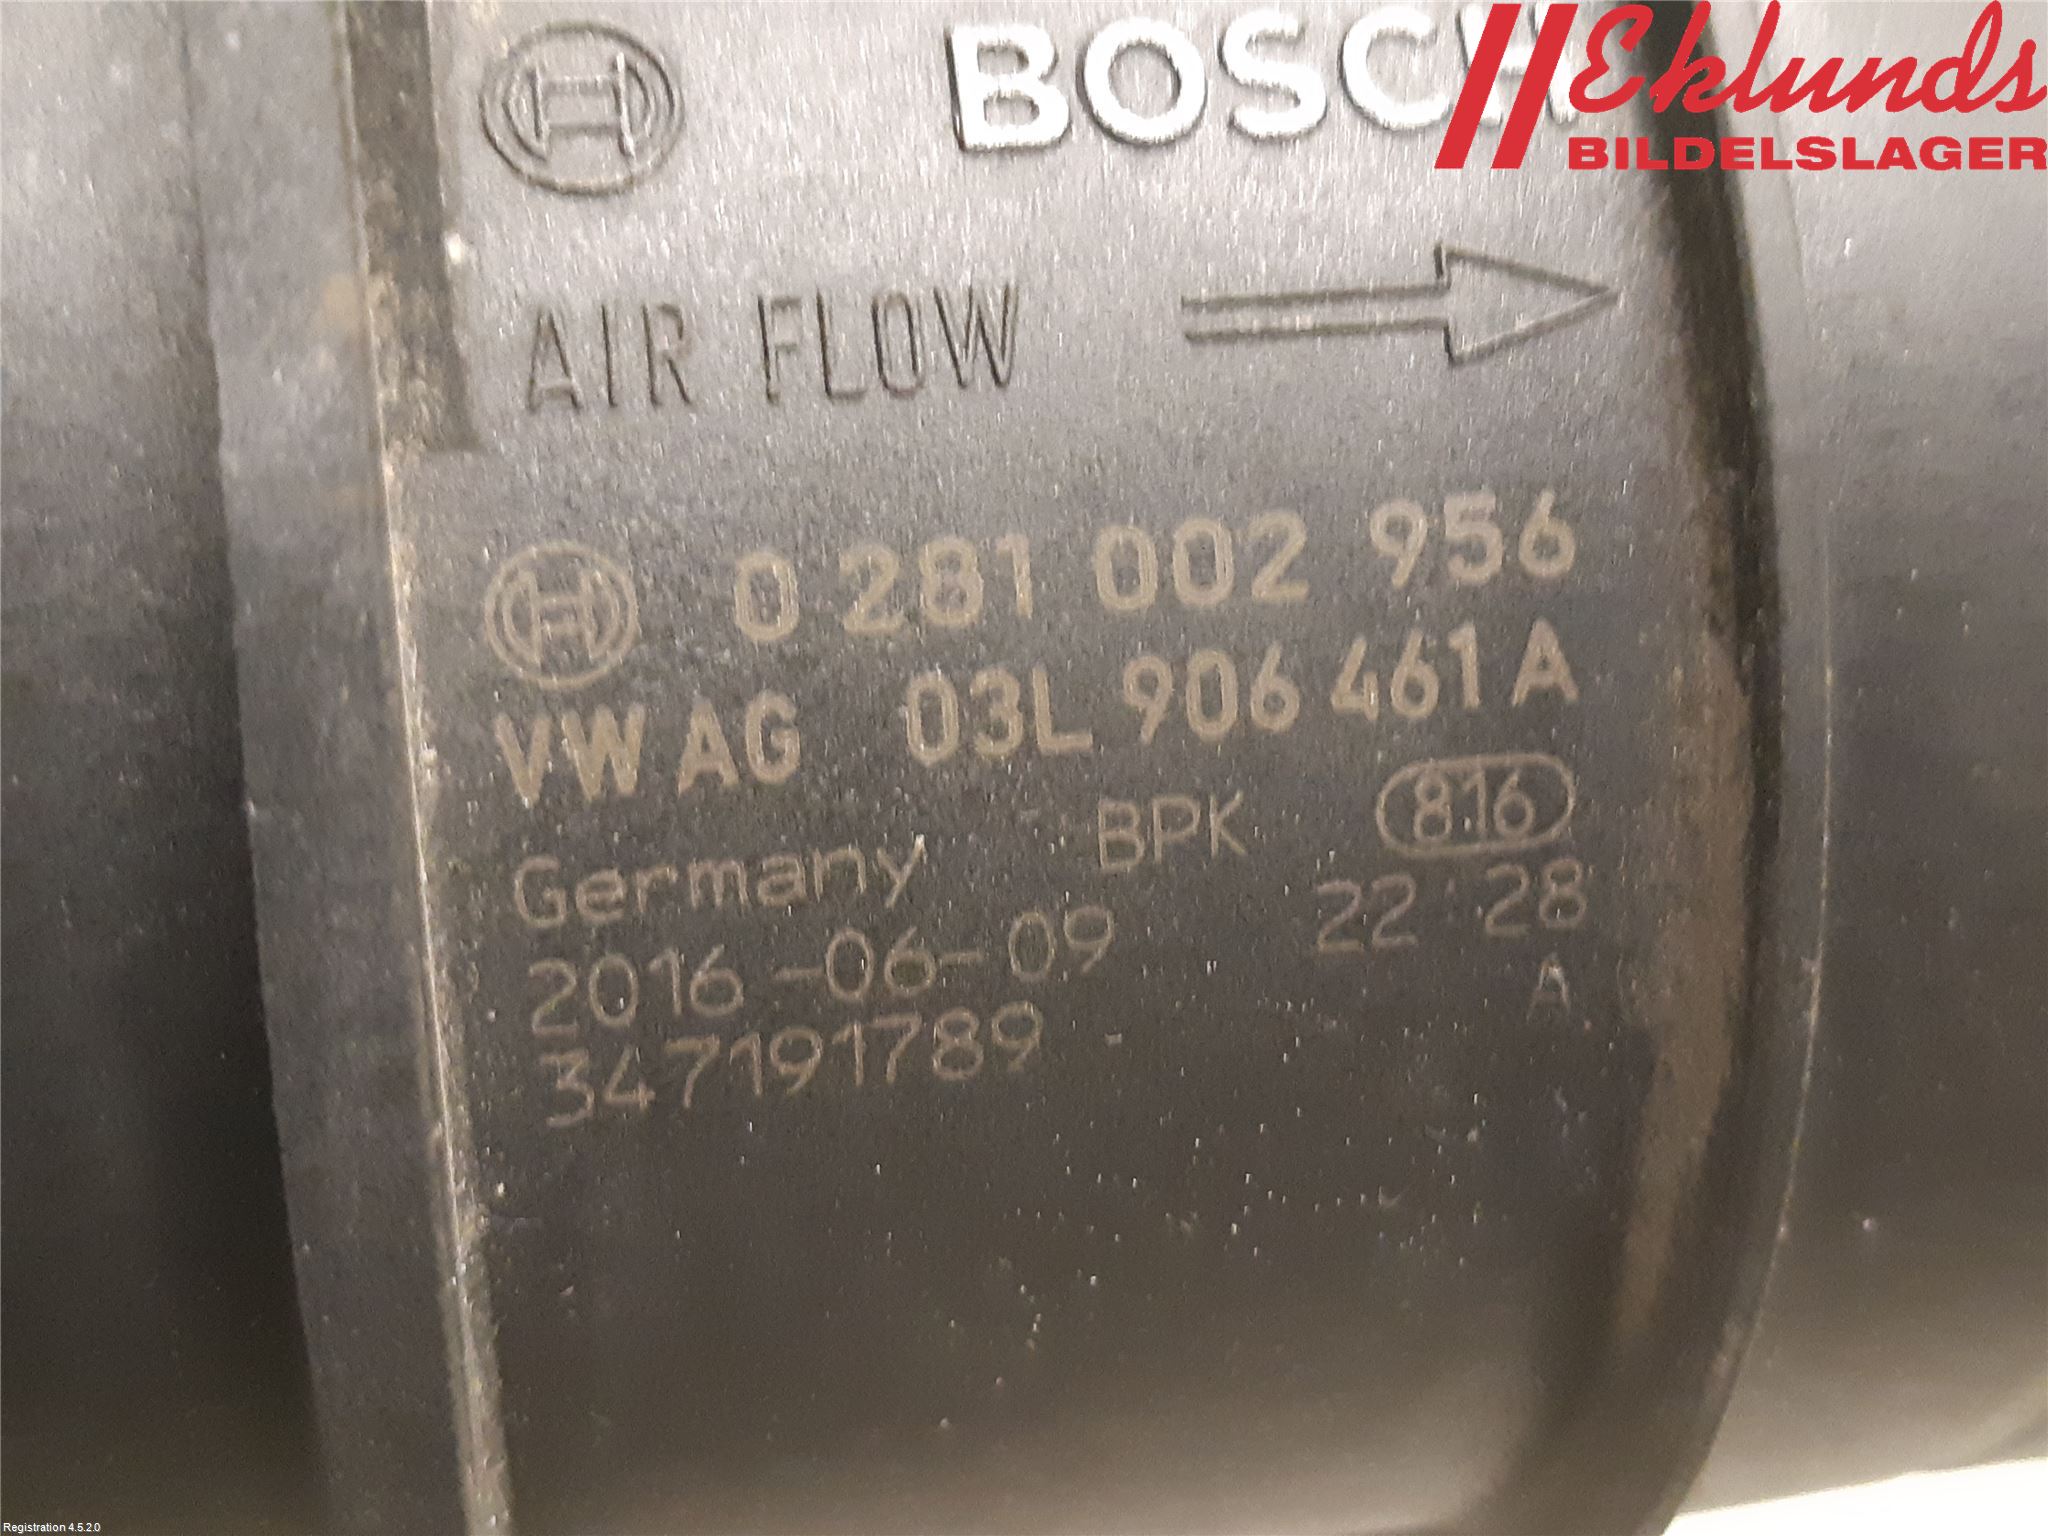 BOSCH
Eklunds
BILDELSLAGER
AIR FLOW
0 281 002 956
VW AG 03L 906 461 A
Germany BPK 816
2016-06-09 22:28
A
347191789
Registration 4.5.2.0